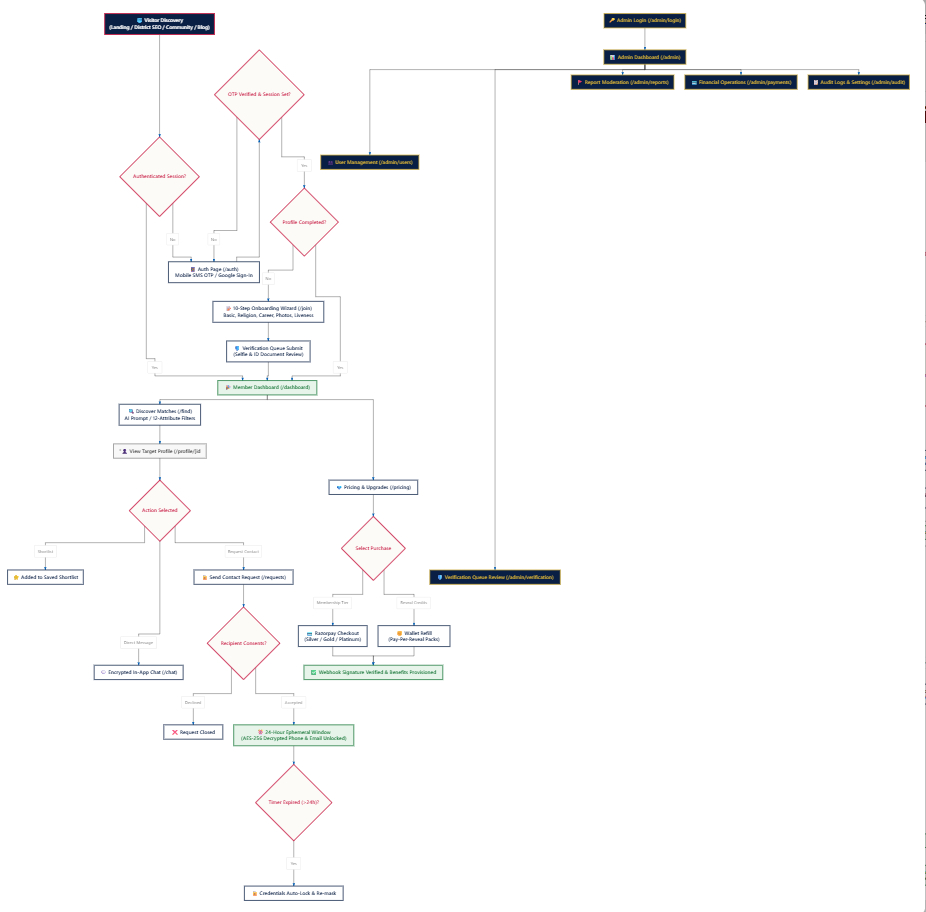 Visitor Discovery
(Landing / District SEO / Community / Blog)
Admin Login (/admin/login)
Admin Dashboard (/admin)
Report Moderation (/admin/reports)
Financial Operations (/admin/payments)
Audit Logs & Settings (/admin/audit)
OTP Verified & Session Set?
Yes
User Management (/admin/users)
Authenticated Session?
Profile Completed?
No
No
Auth Page (/auth)
Mobile SMS OTP / Google Sign-In
No
10-Step Onboarding Wizard (/join)
Basic, Religion, Career, Photos, Liveness
Verification Queue Submit
(Selfie & ID Document Review)
Yes
Yes
Member Dashboard (/dashboard)
Discover Matches (/find)
AI Prompt / 12-Attribute Filters
View Target Profile (/profile/[id
Pricing & Upgrades (/pricing)
Action Selected
Select Purchase
Shortlist
Request Contact
Added to Saved Shortlist
Send Contact Request (/requests)
Verification Queue Review (/admin/verification)
Membership Tier
Reveal Credits
Direct Message
Recipient Consents?
Razorpay Checkout
(Silver / Gold / Platinum)
Wallet Refill
(Pay-Per-Reveal Packs)
Encrypted In-App Chat (/chat)
Webhook Signature Verified & Benefits Provisioned
Declined
Accepted
Request Closed
24-Hour Ephemeral Window
(AES-256 Decrypted Phone & Email Unlocked)
Timer Expired (>24h)?
Yes
Credentials Auto-Lock & Re-mask